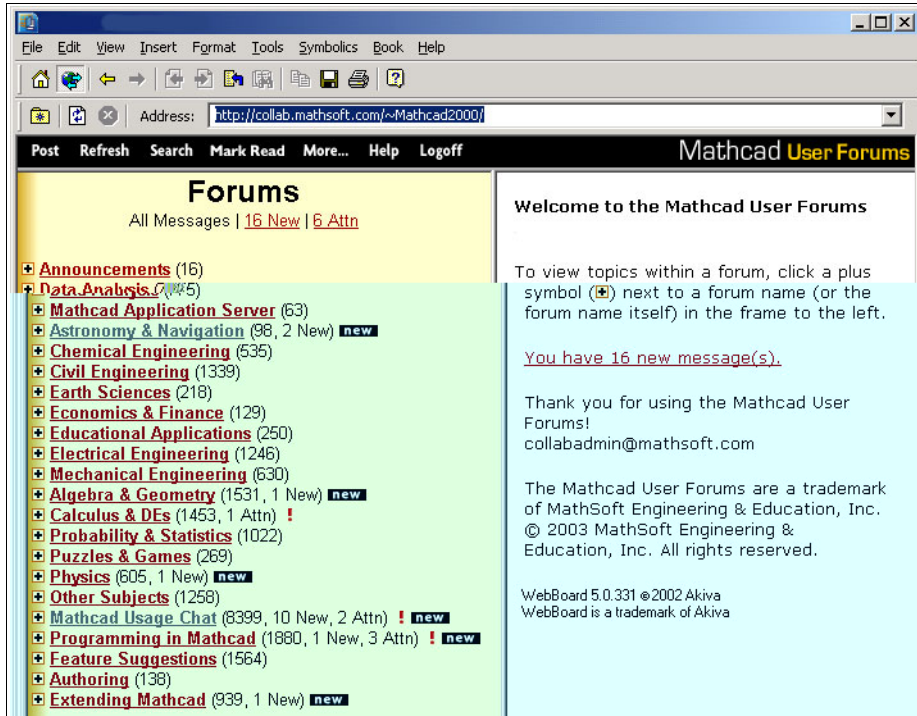 File Edit View Insert Format Tools Symbolics Book Help
Address: http://collab.mathsoft.com/~Mathcad2000/
Post Refresh Search Mark Read More... Help Logoff
Mathcad User Forums
Forums
All Messages | 16 New | 6 Attn
Announcements (16)
Data Analysis
Mathcad Application Server (63)
Astronomy & Navigation (98, 2 New) new
Chemical Engineering (535)
Civil Engineering (1339)
Earth Sciences (218)
Economics & Finance (129)
Educational Applications (250)
Electrical Engineering (1246)
Mechanical Engineering (630)
Algebra & Geometry (1531, 1 New) new
Calculus & DEs (1453, 1 Attn) !
Probability & Statistics (1022)
Puzzles & Games (269)
Physics (605, 1 New) new
Other Subjects (1258)
Mathcad Usage Chat (8399, 10 New, 2 Attn) ! new
Programming in Mathcad (1880, 1 New, 3 Attn) ! new
Feature Suggestions (1564)
Authoring (138)
Extending Mathcad (939, 1 New) new
Welcome to the Mathcad User Forums
To view topics within a forum, click a plus
symbol (+) next to a forum name (or the
forum name itself) in the frame to the left.
You have 16 new message(s).
Thank you for using the Mathcad User
Forums!
collabadmin@mathsoft.com
The Mathcad User Forums are a trademark
of MathSoft Engineering & Education, Inc.
© 2003 MathSoft Engineering &
Education, Inc. All rights reserved.
WebBoard 5.0.331 ©2002 Akiva
WebBoard is a trademark of Akiva